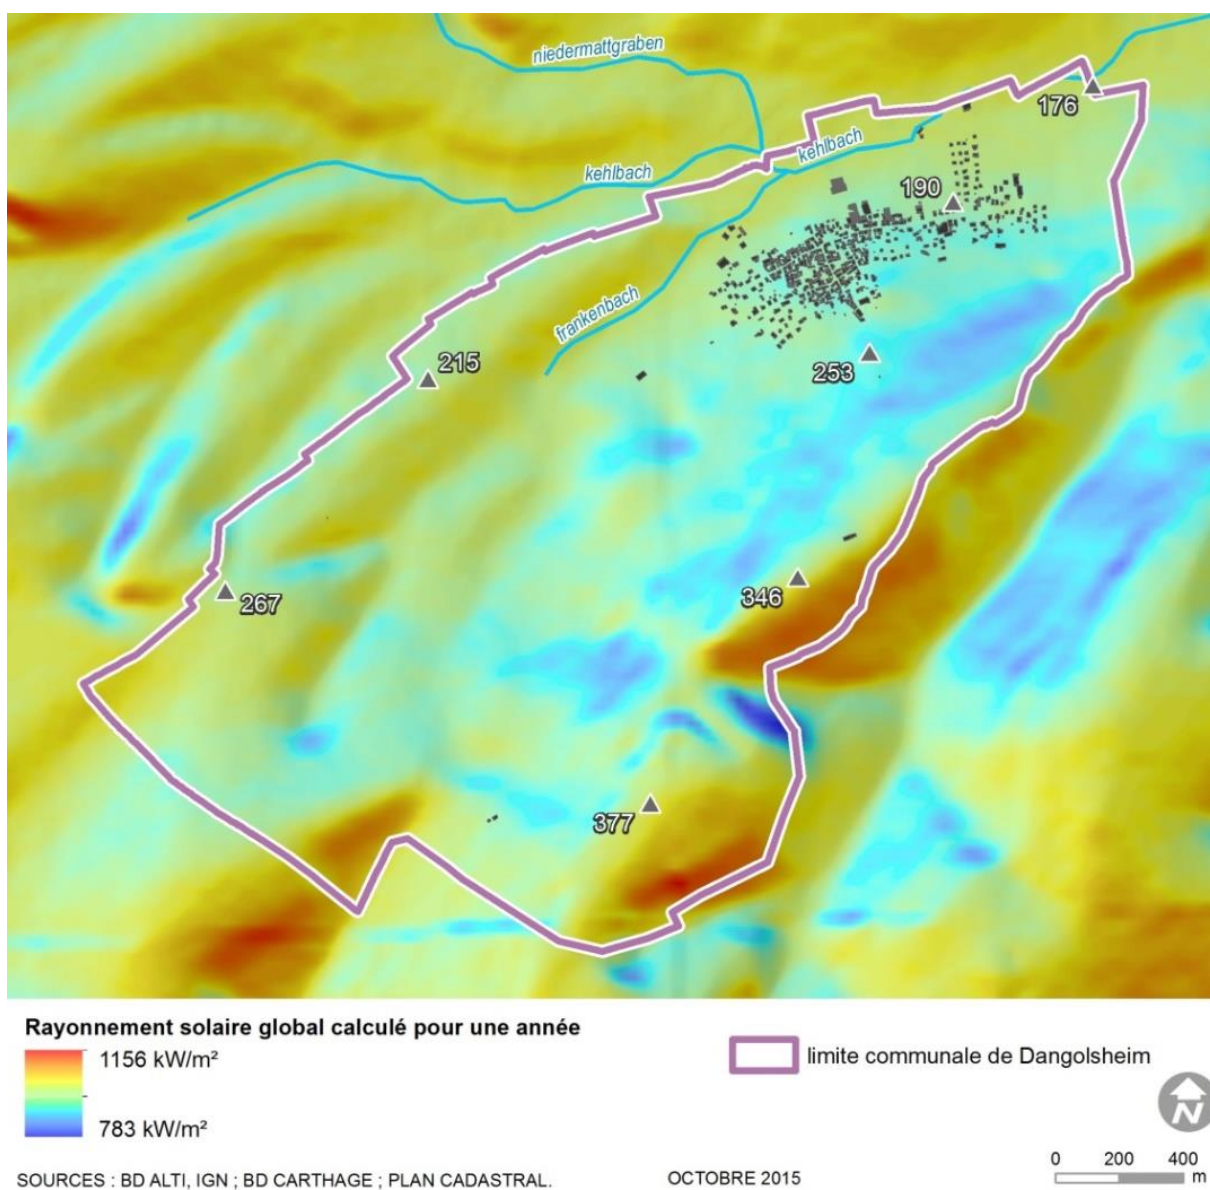 niedermattgraben
176
kehlbach
kehlbach
190
frankenbach
215
253
267
346
377
Rayonnement solaire global calculé pour une année
1156 kW/m²
783 kW/m²
limite communale de Dangolsheim
N
0 200 400
m
SOURCES : BD ALTI, IGN ; BD CARTHAGE ; PLAN CADASTRAL.
OCTOBRE 2015